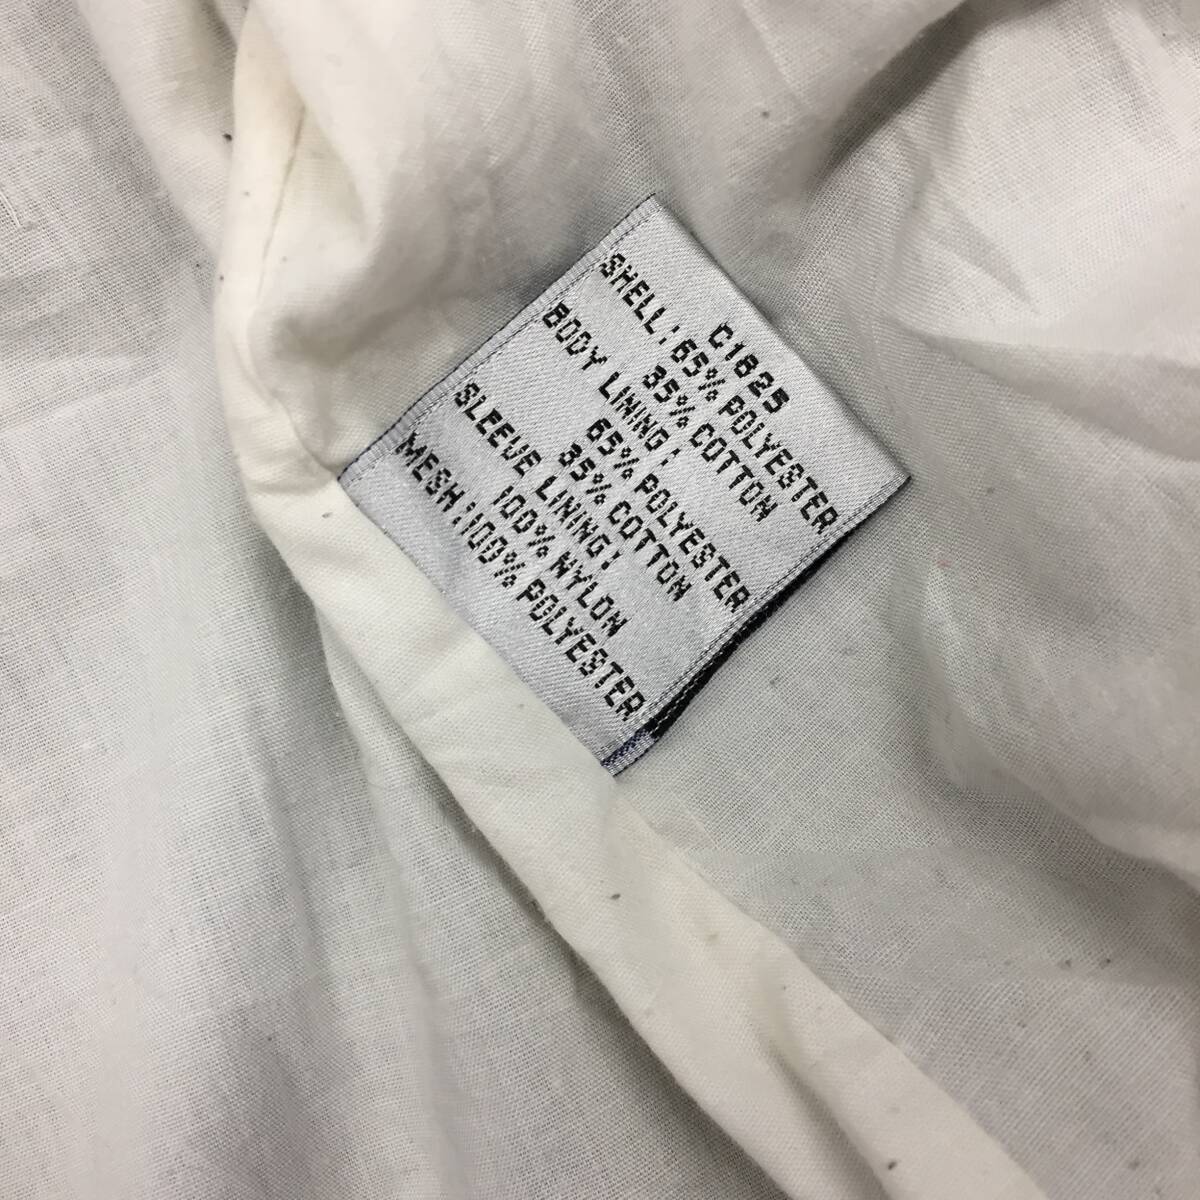 C1825
SHELL: 65% POLYESTER
35% COTTON
BODY LINING:
65% POLYESTER
35% COTTON
SLEEVE LINING:
100% NYLON
MESH:100% POLYESTER